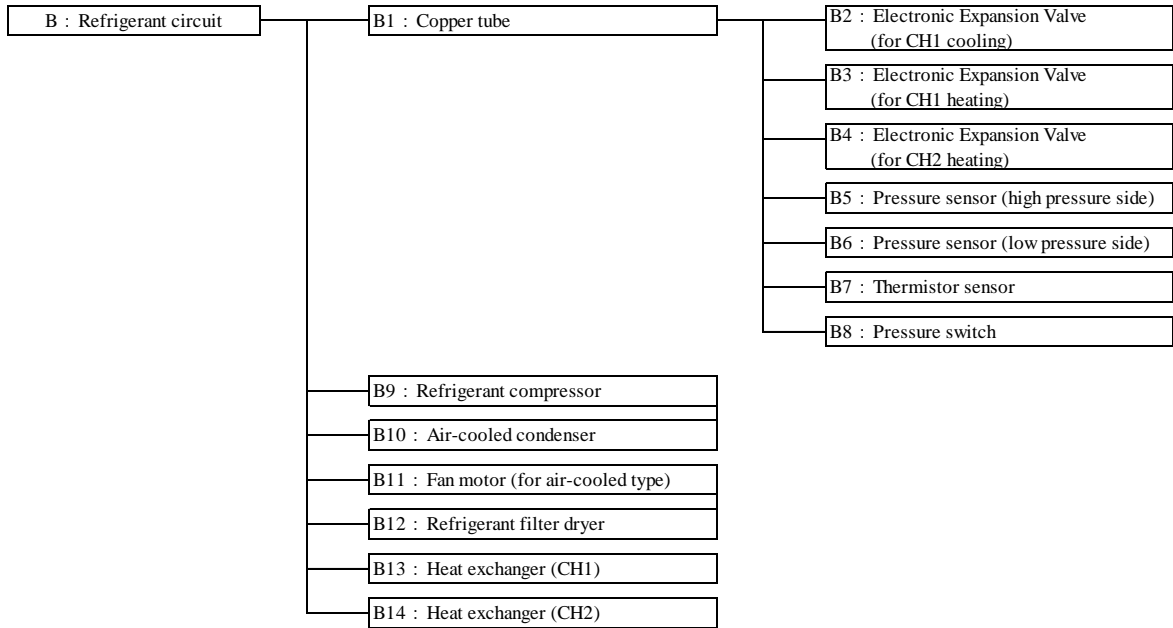 B : Refrigerant circuit
B1 : Copper tube
B2 : Electronic Expansion Valve
(for CH1 cooling)
B3 : Electronic Expansion Valve
(for CH1 heating)
B4 : Electronic Expansion Valve
(for CH2 heating)
B5 : Pressure sensor (high pressure side)
B6 : Pressure sensor (low pressure side)
B7 : Thermistor sensor
B8 : Pressure switch
B9 : Refrigerant compressor
B10 : Air-cooled condenser
B11 : Fan motor (for air-cooled type)
B12 : Refrigerant filter dryer
B13 : Heat exchanger (CH1)
B14 : Heat exchanger (CH2)